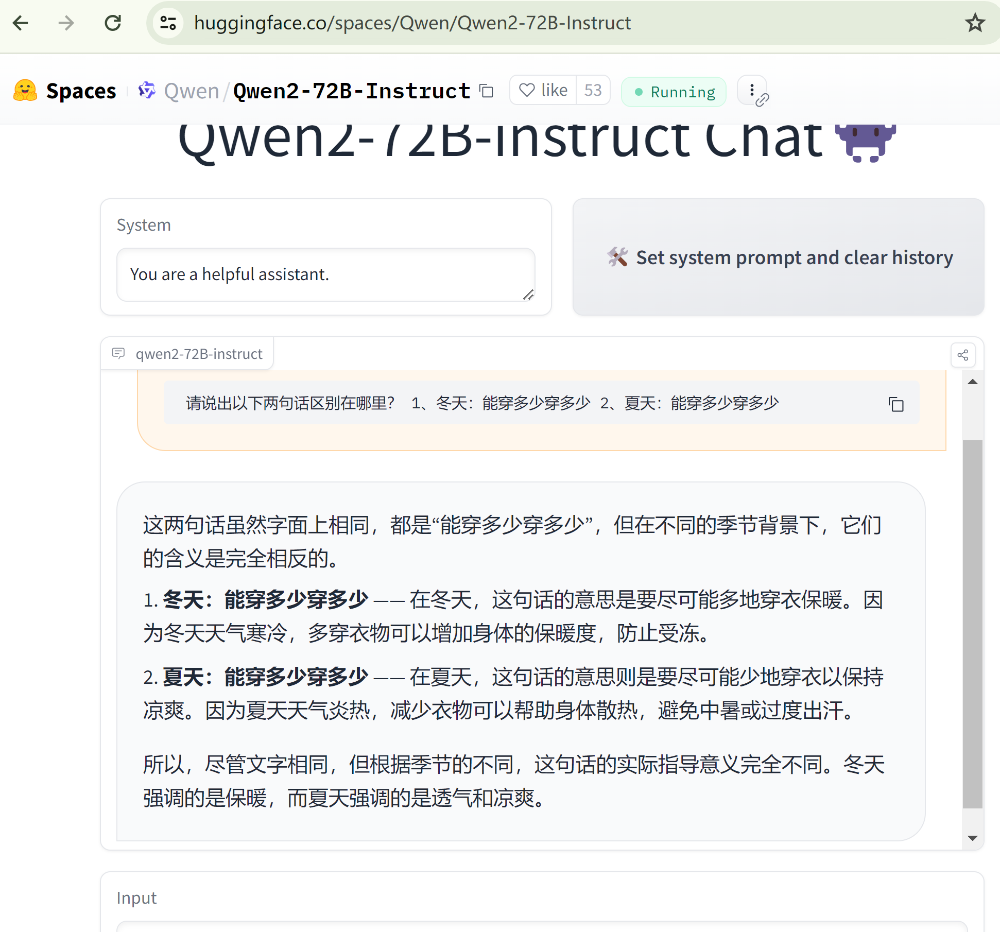 huggingface.co/spaces/Qwen/Qwen2-72B-Instruct
Spaces Qwen/Qwen2-72B-Instruct like 53 Running
Qwen2-72B-instruct Chat
System
You are a helpful assistant.
🛠 Set system prompt and clear history
qwen2-72B-instruct
请说出以下两句话区别在哪里? 1、冬天：能穿多少穿多少 2、夏天：能穿多少穿多少
这两句话虽然字面上相同，都是“能穿多少穿多少”，但在不同的季节背景下，它们
的含义是完全相反的。
1. 冬天：能穿多少穿多少 —— 在冬天，这句话的意思是要尽可能多地穿衣保暖。因
为冬天天气寒冷，多穿衣物可以增加身体的保暖度，防止受冻。
2. 夏天：能穿多少穿多少 —— 在夏天，这句话的意思则是要尽可能少地穿衣以保持
凉爽。因为夏天天气炎热，减少衣物可以帮助身体散热，避免中暑或过度出汗。
所以，尽管文字相同，但根据季节的不同，这句话的实际指导意义完全不同。冬天
强调的是保暖，而夏天强调的是透气和凉爽。
Input